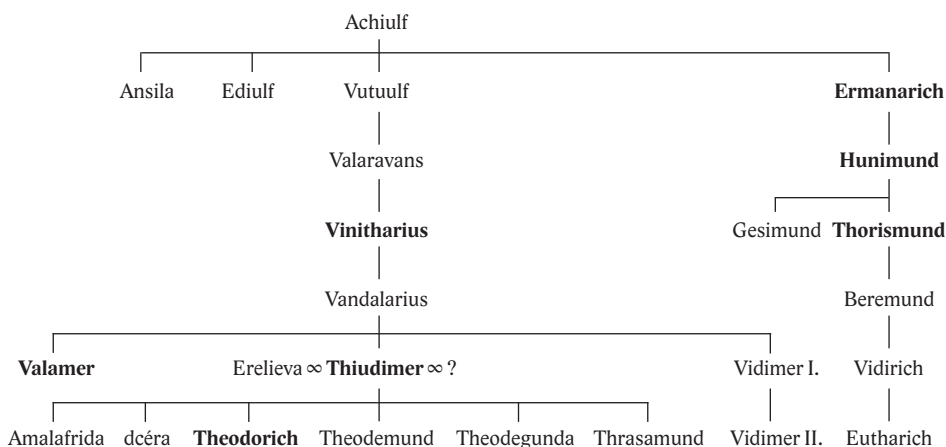 Achiulf
Ansila Ediulf Vutuulf Ermanarich
Valaravans Hunimund
Vinitharius Gesimund Thorismund
Vandalarius Beremund
Valamer Erelieva ∞ Thiudimer ∞ ? Vidimer I. Vidirich
Amalafrida dcéra Theodorich Theodemund Theodegunda Thrasamund Vidimer II. Eutharich